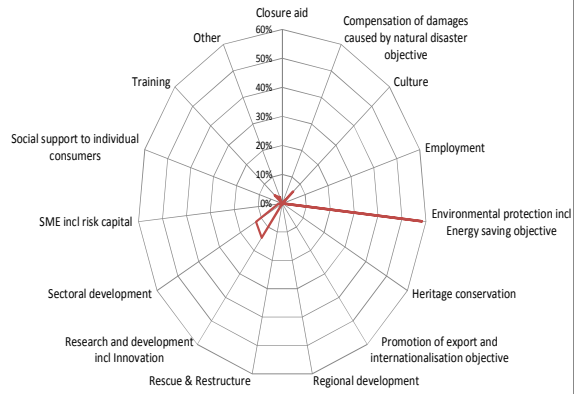 Closure aid
Compensation of damages
caused by natural disaster
objective
Culture
Employment
Environmental protection incl
Energy saving objective
Heritage conservation
Promotion of export and
internationalisation objective
Regional development
Rescue & Restructure
Research and development
incl Innovation
Sectoral development
SME incl risk capital
Social support to individual
consumers
Training
Other
60%
50%
40%
30%
20%
10%
0%